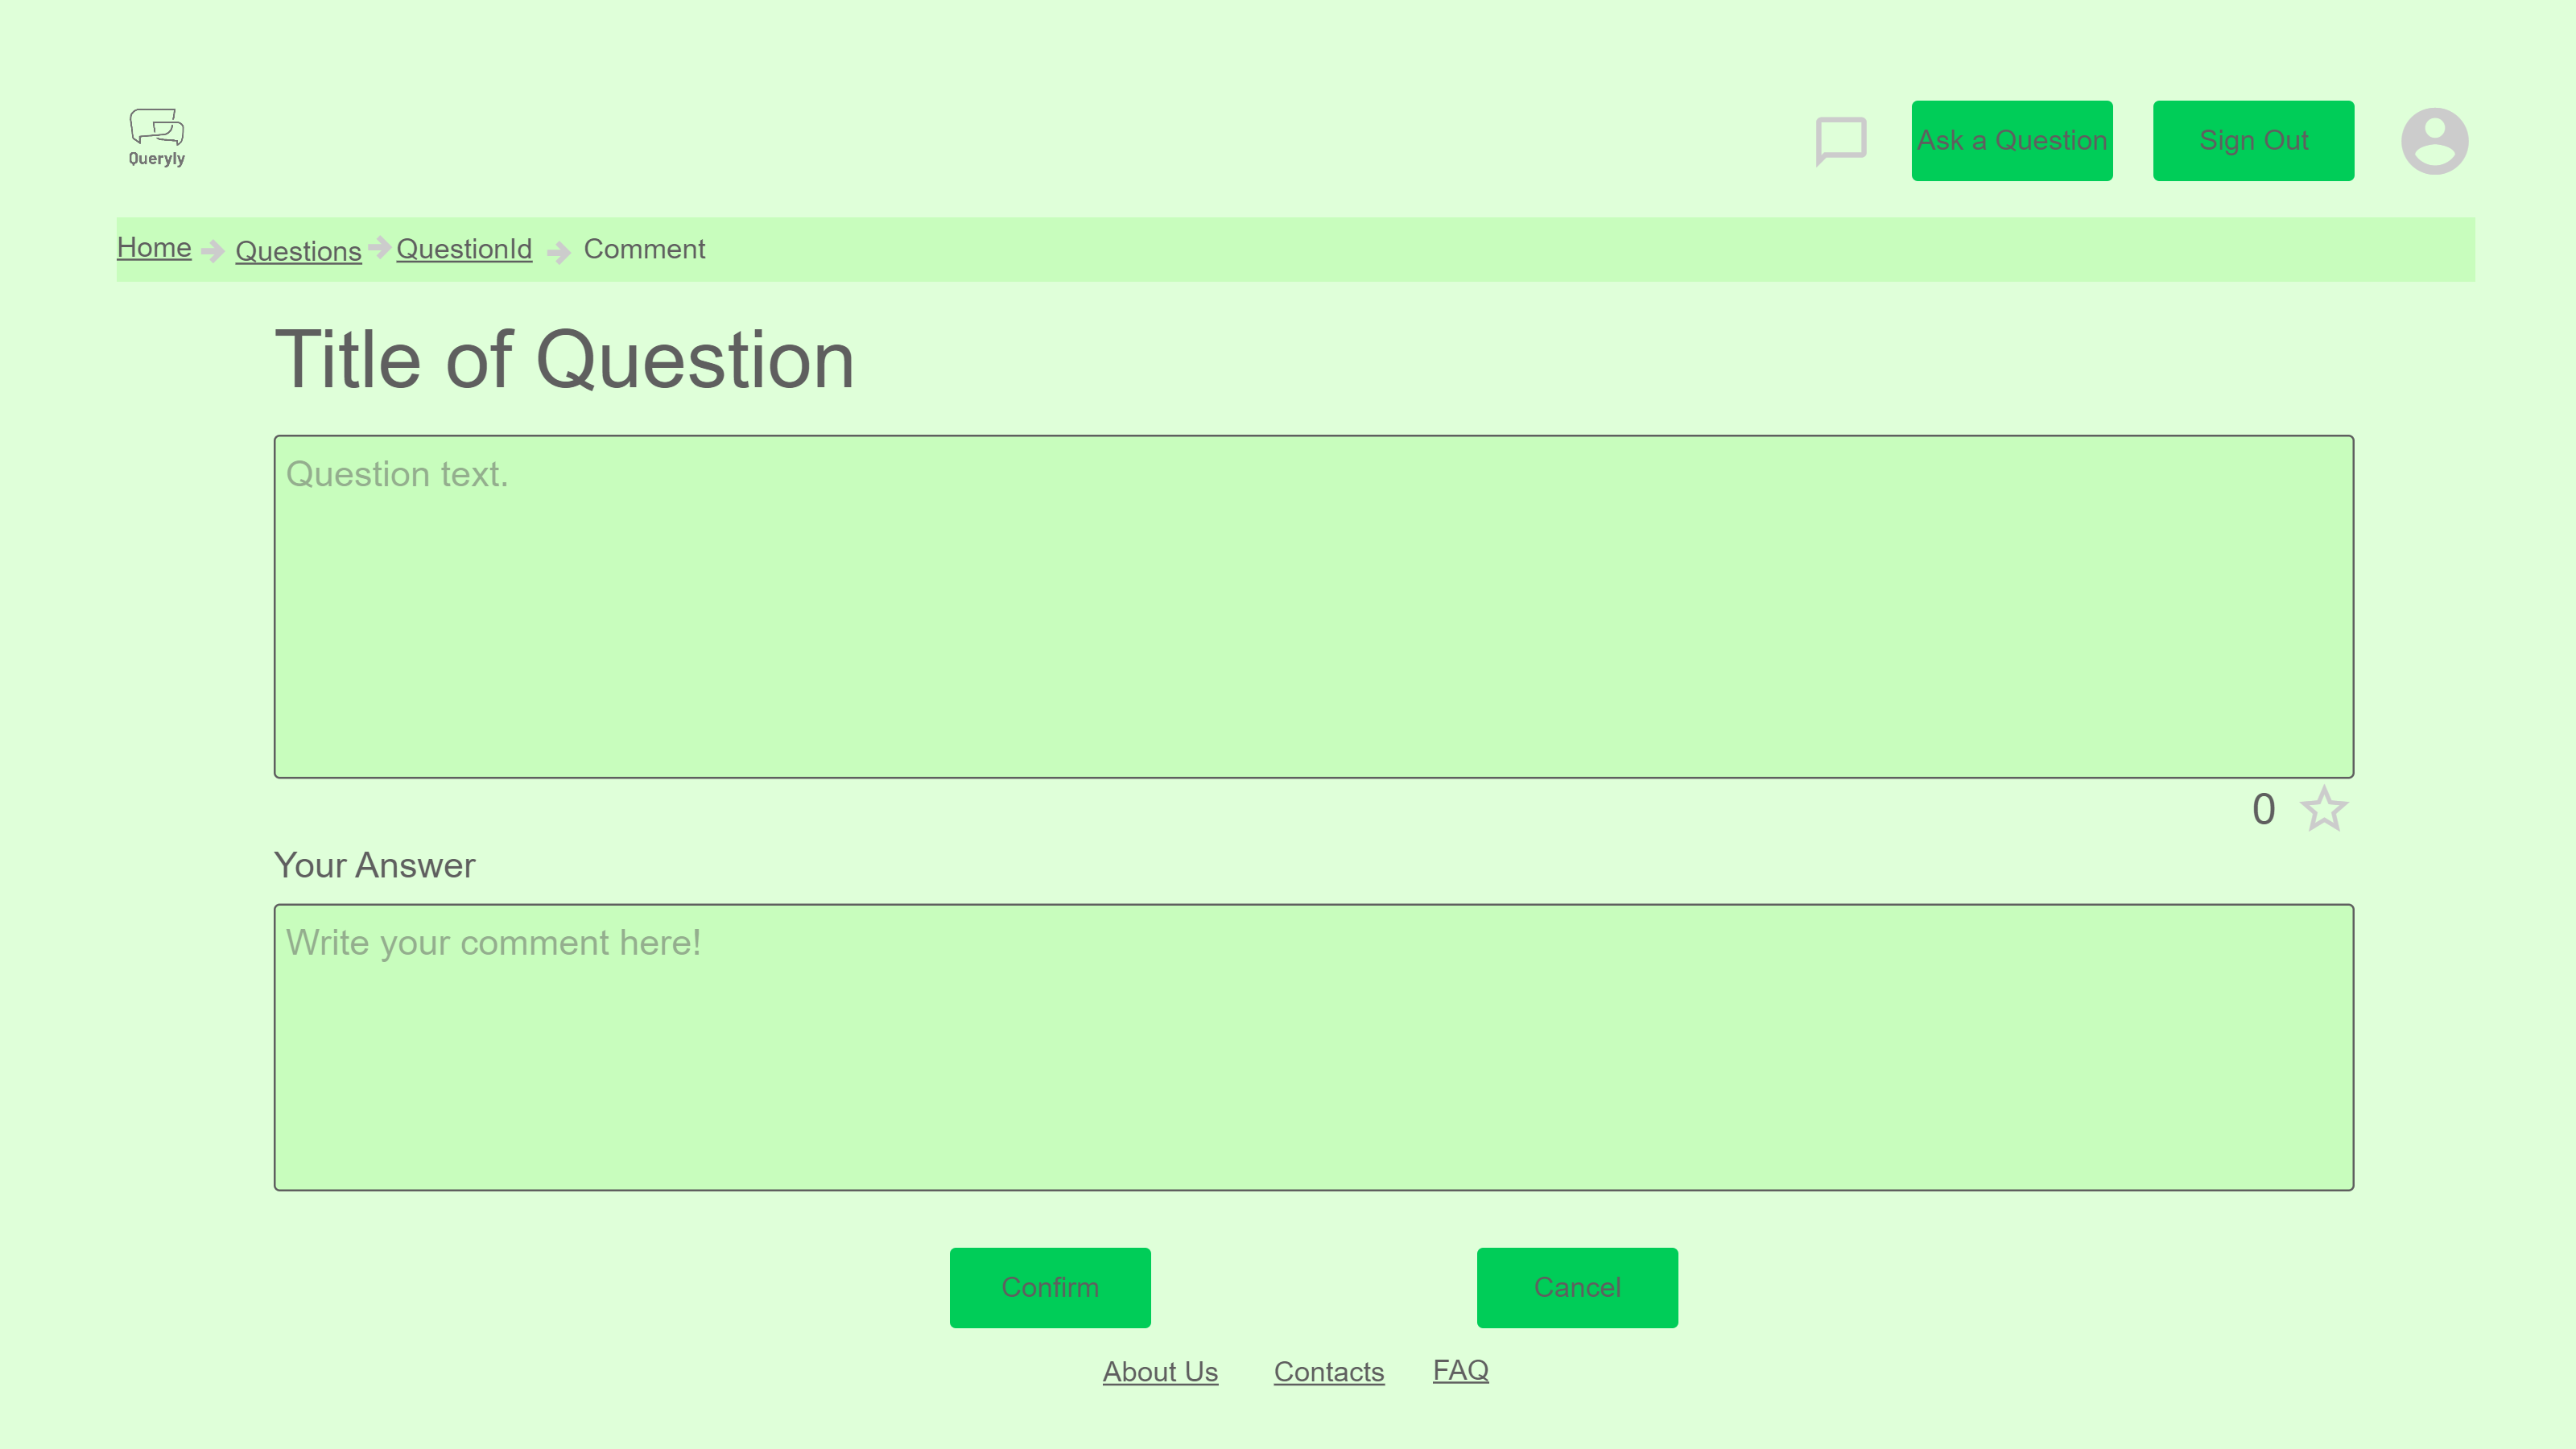 Queryly
Ask a Question
Sign Out
Home
Questions
QuestionId
Comment
Title of Question
Question text.
0
Your Answer
Write your comment here!
Confirm
Cancel
About Us
Contacts
FAQ